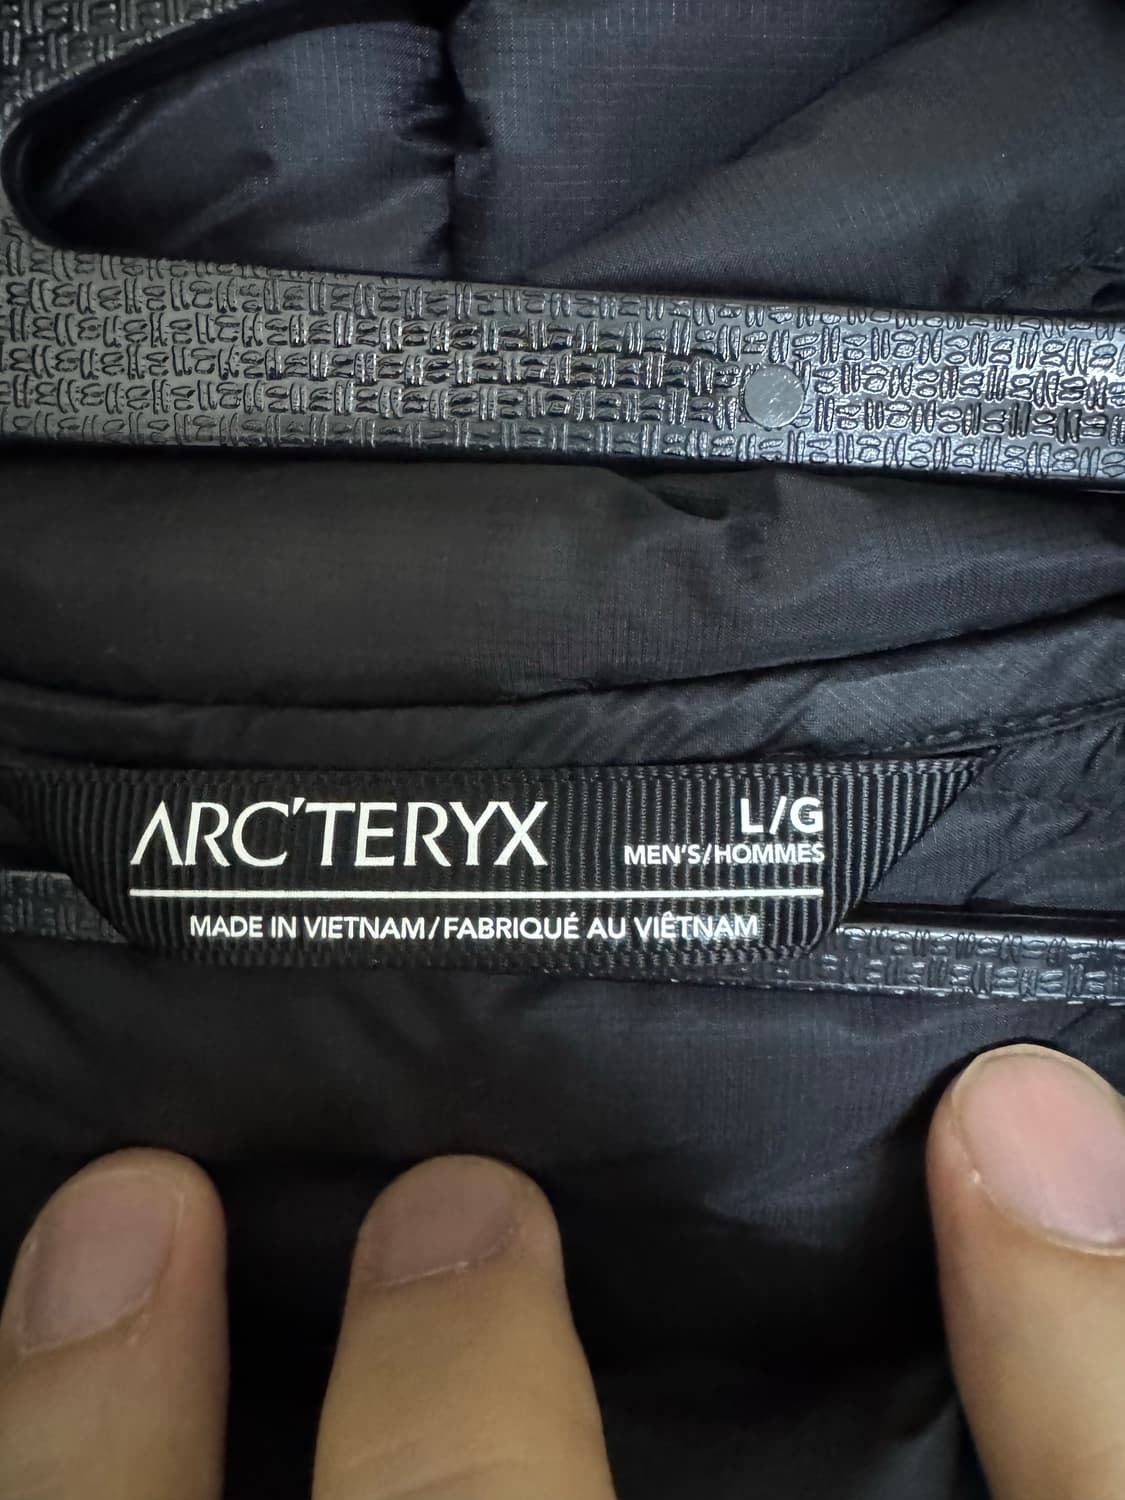 ARC'TERYX
L/G
MEN'S/HOMMES
MADE IN VIETNAM/FABRIQUÉ AU VIÊTNAM